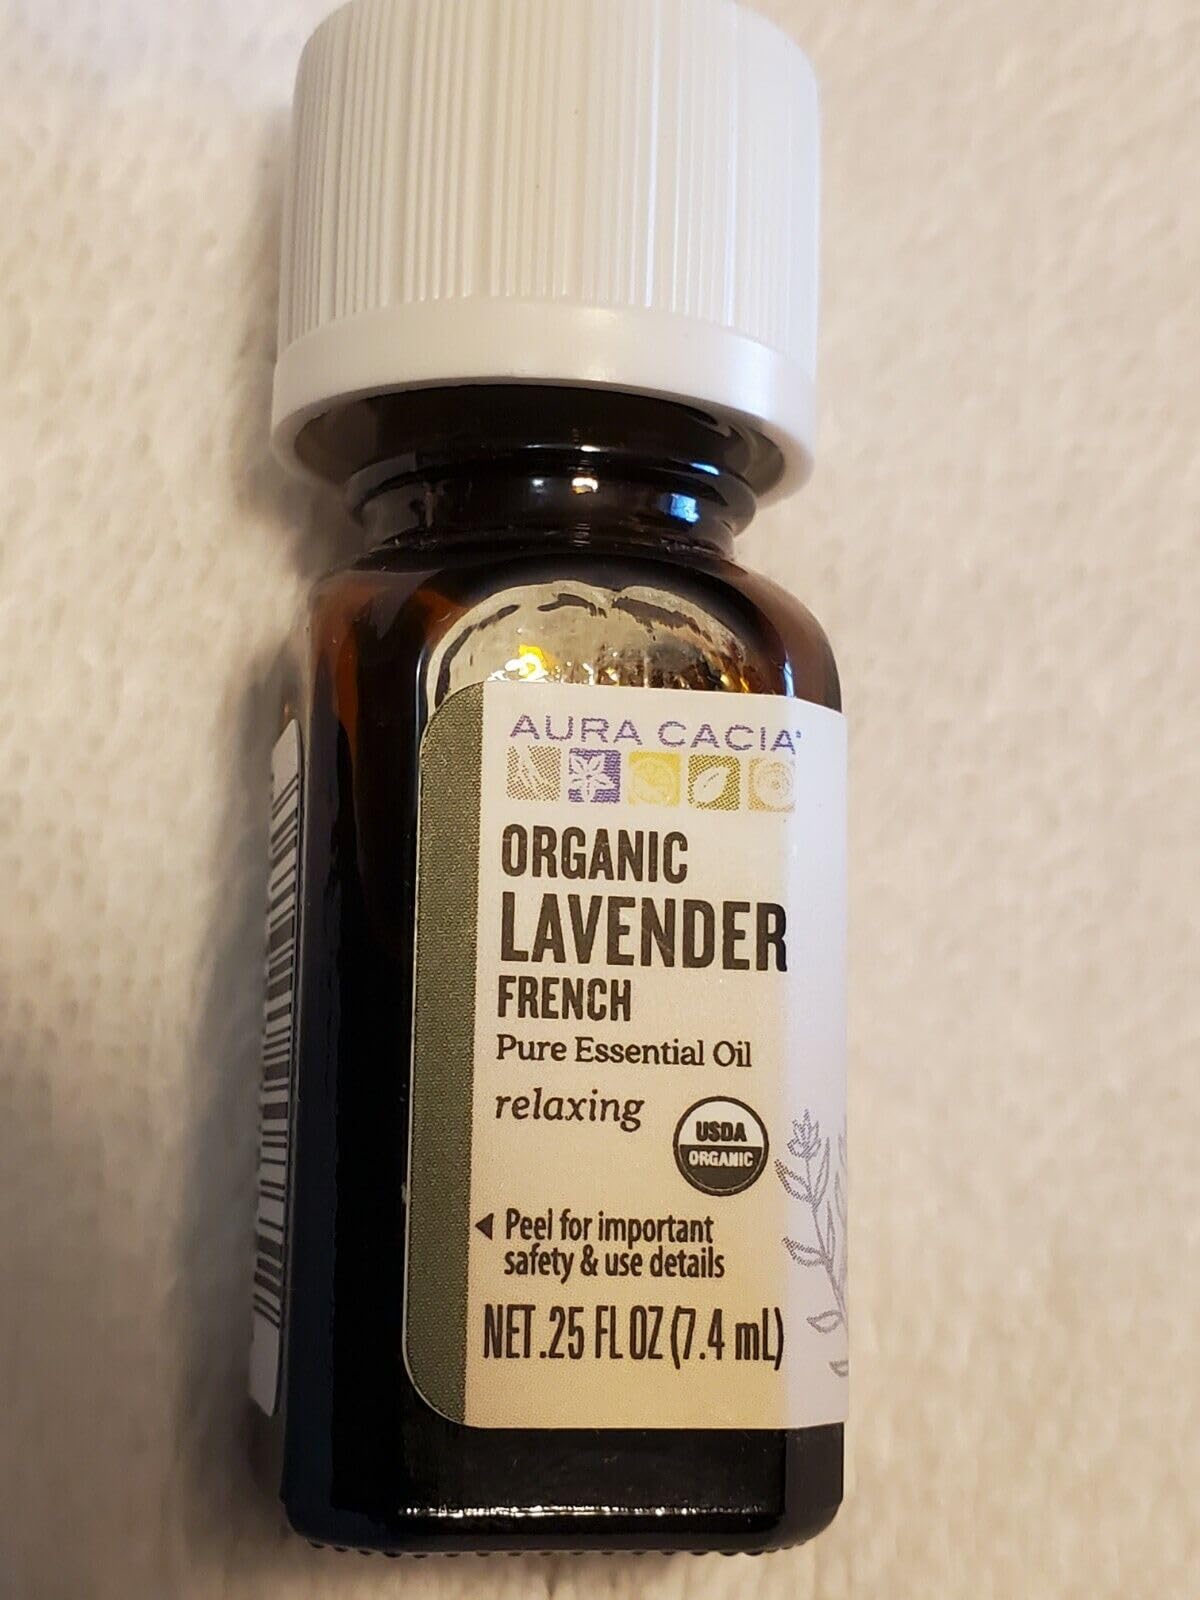 AURA CACIA
ORGANIC
LAVENDER
FRENCH
Pure Essential Oil
relaxing
USDA
ORGANIC
◄ Peel for important
safety & use details
NET .25 FL OZ (7.4 mL)